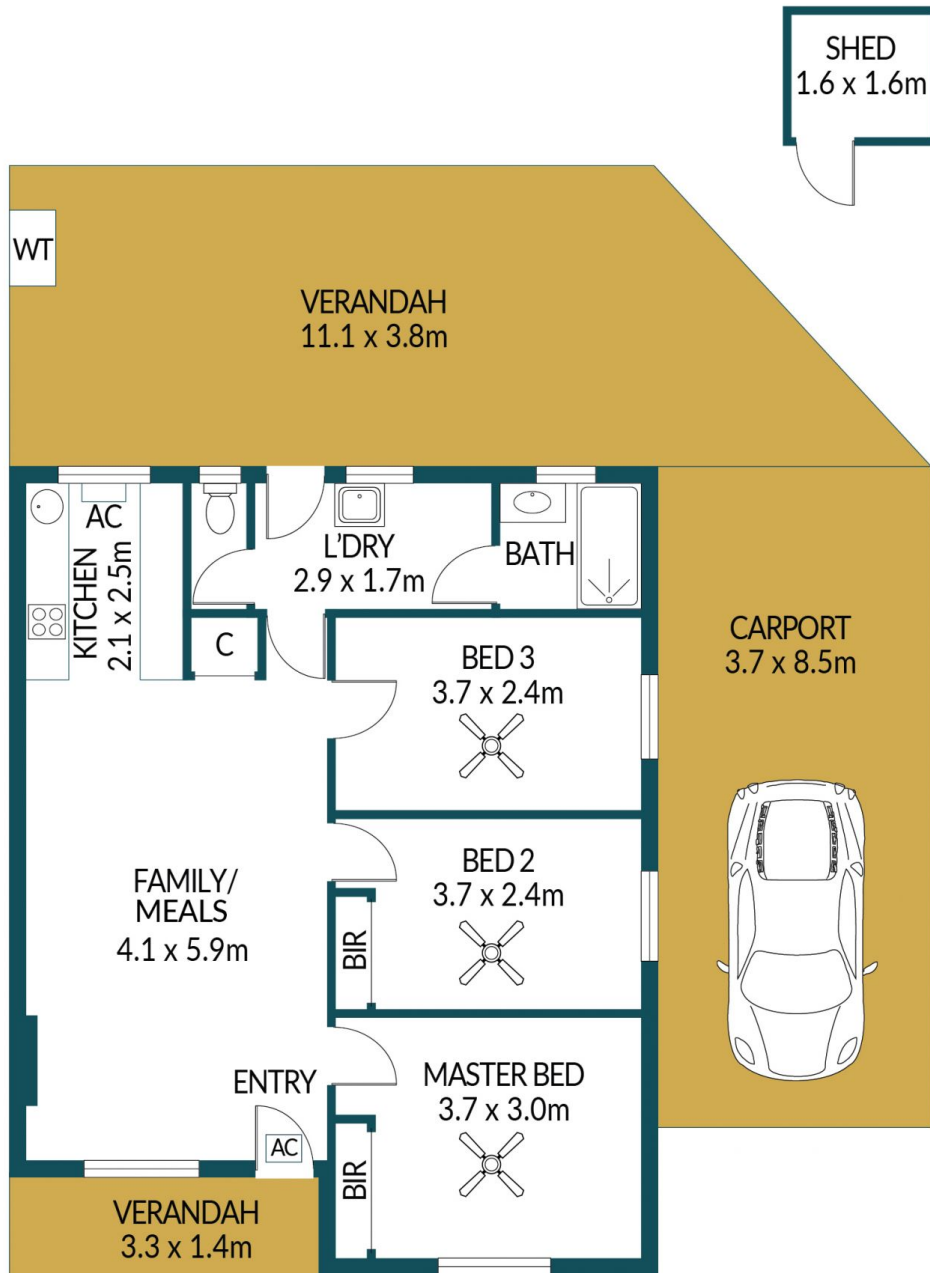 SHED
1.6 x 1.6m
WT
VERANDAH
11.1 x 3.8m
AC
KITCHEN
2.1 x 2.5m
L'DRY
2.9 x 1.7m
BATH
C
BED 3
3.7 x 2.4m
CARPORT
3.7 x 8.5m
BED 2
3.7 x 2.4m
BIR
FAMILY/
MEALS
4.1 x 5.9m
ENTRY
AC
MASTER BED
3.7 x 3.0m
BIR
VERANDAH
3.3 x 1.4m